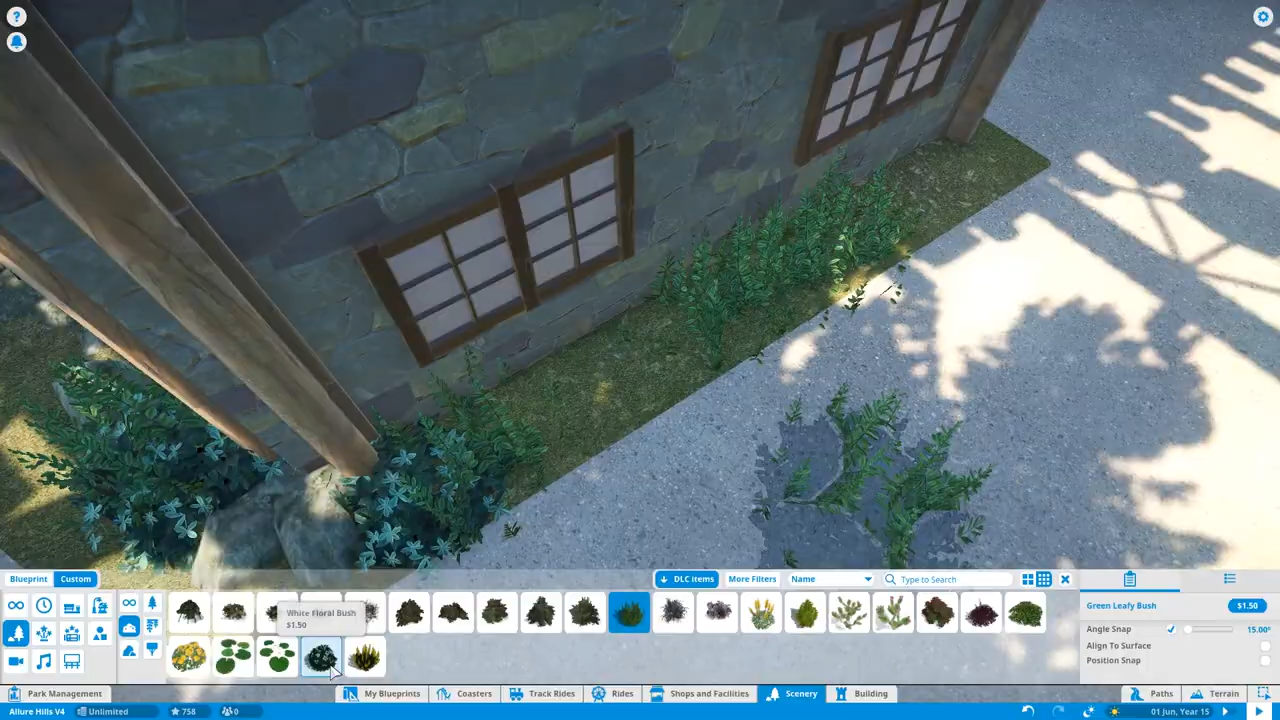 ?
Blueprint
Custom
DLC Items
More Filters
Name
Type to Search
White Floral Bush
$1.50
Green Leafy Bush
$1.50
Angle Snap
15.00°
Align To Surface
Position Snap
Park Management
My Blueprints
Coasters
Track Rides
Rides
Shops and Facilities
Scenery
Building
Paths
Terrain
Allure Hills V4
Unlimited
758
0
01 Jun, Year 15